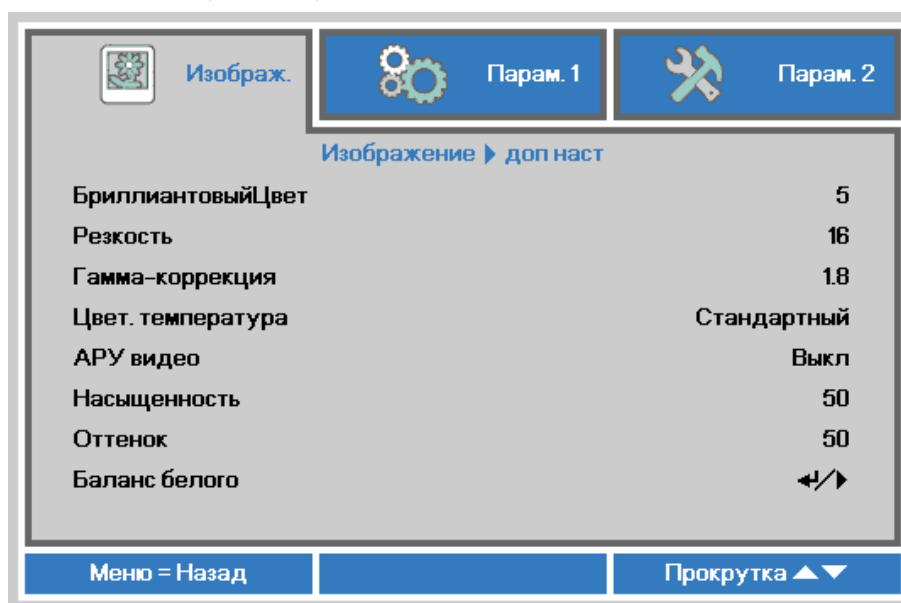 Изображ. Парам. 1 Парам. 2
Изображение ▶ доп наст
БриллиантовыйЦвет 5
Резкость 16
Гамма-коррекция 1.8
Цвет. температура Стандартный
АРУ видео Выкл
Насыщенность 50
Оттенок 50
Баланс белого ↵/▶
Меню = Назад Прокрутка ▲▼